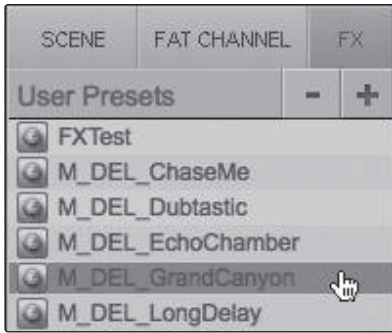 SCENE FAT CHANNEL FX
User Presets - +
FXTest
M_DEL_ChaseMe
M_DEL_Dubtastic
M_DEL_EchoChamber
M_DEL_GrandCanyon
M_DEL_LongDelay